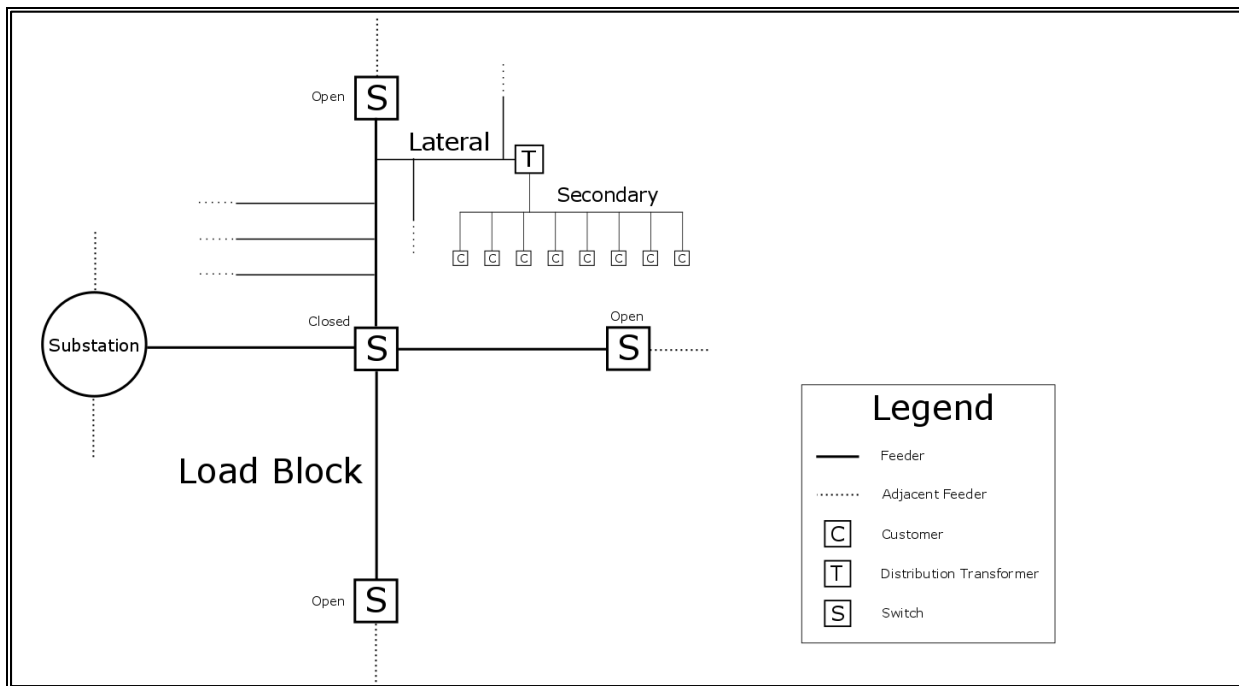 Open
S
Lateral
T
Secondary
C C C C C C C C
Closed
Open
Substation
S
S
Load Block
Open
S
Legend
Feeder
Adjacent Feeder
C Customer
T Distribution Transformer
S Switch